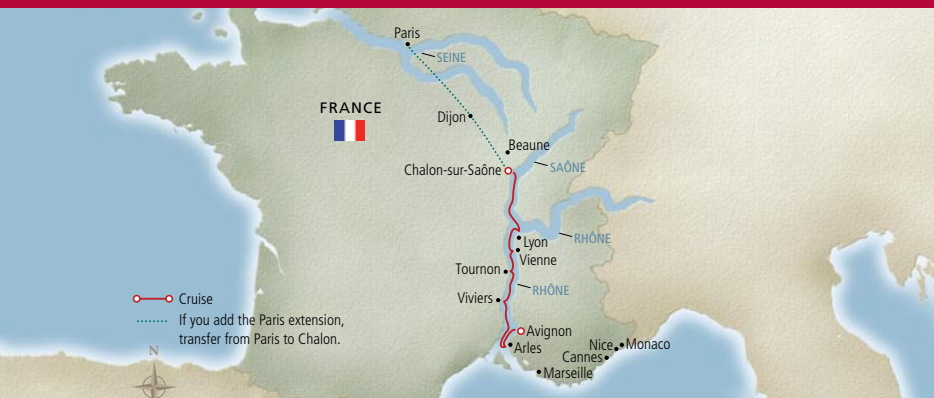 Paris
SEINE
FRANCE
Dijon
Beaune
Chalon-sur-Saône
SAÔNE
RHÔNE
Lyon
Vienne
Tournon
RHÔNE
Viviers
Cruise
If you add the Paris extension,
transfer from Paris to Chalon.
Avignon
Arles
Nice
Monaco
Cannes
Marseille
N